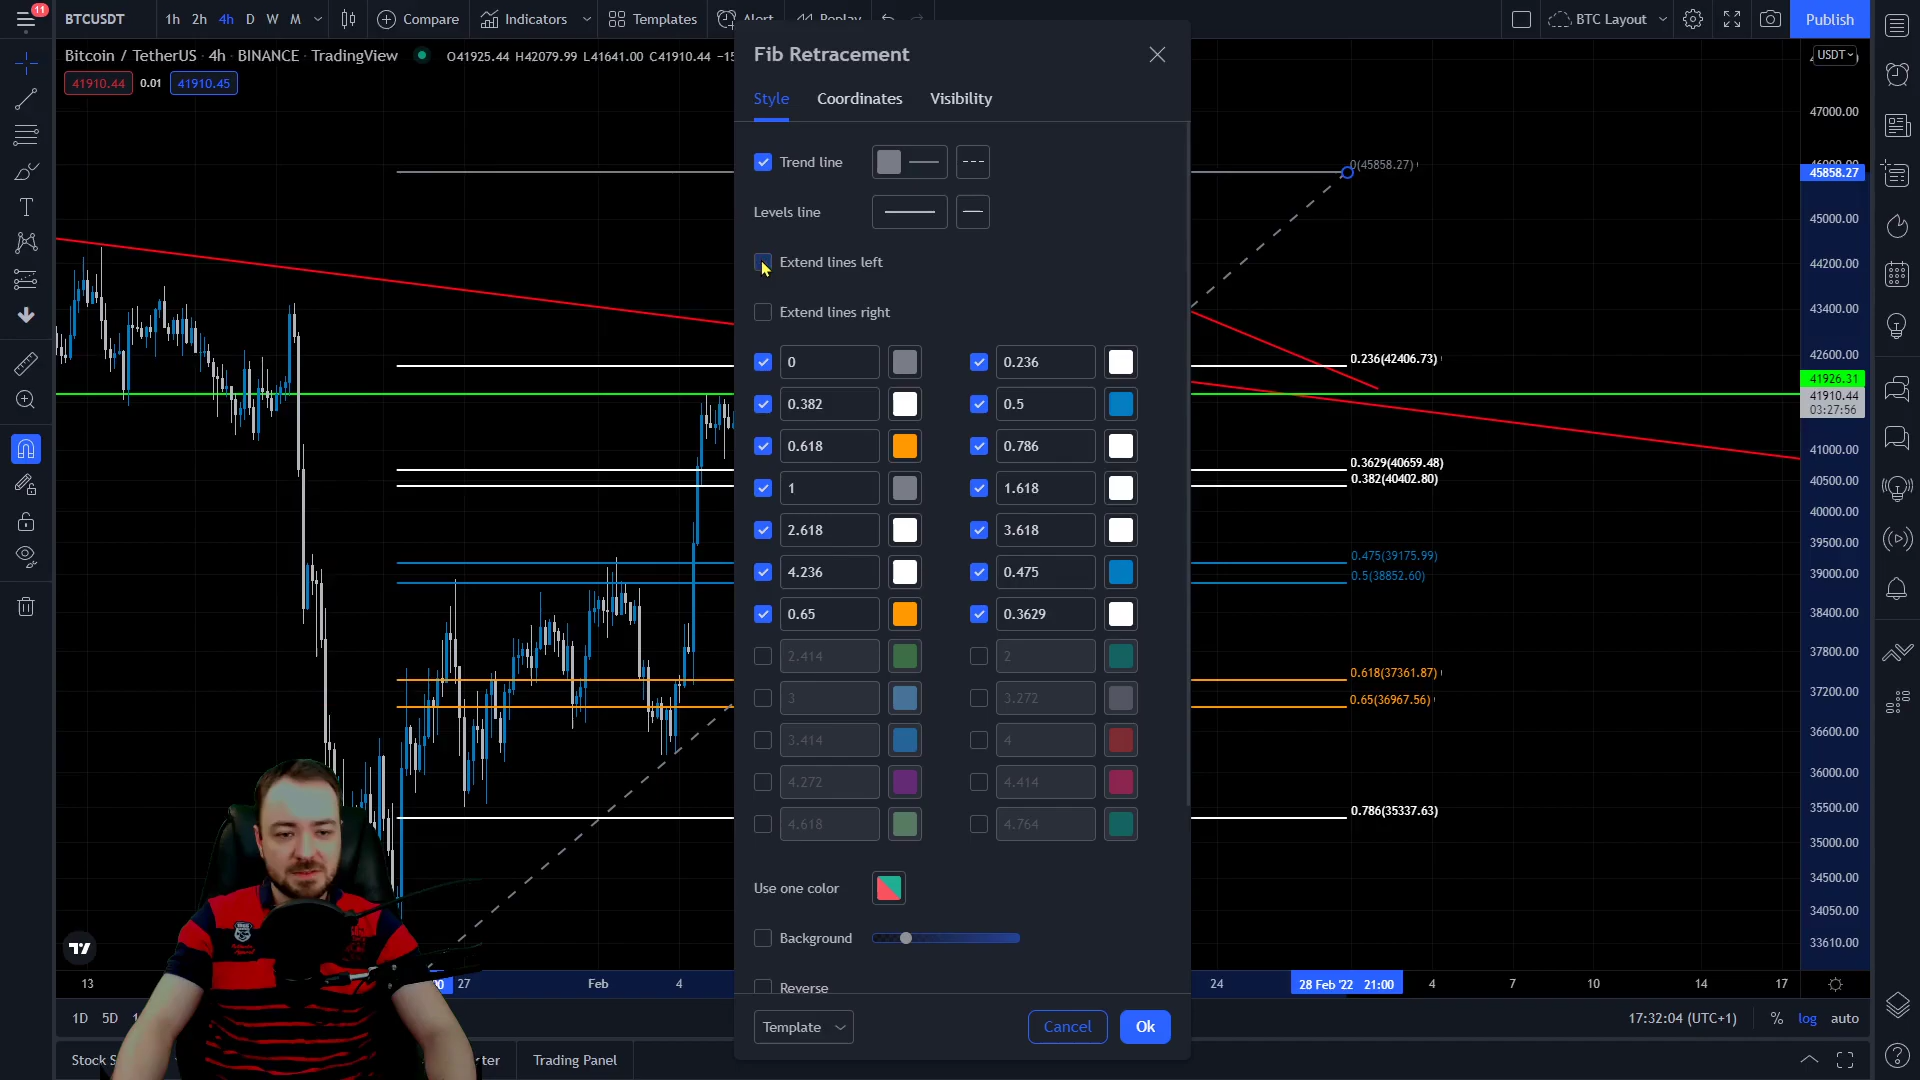 11
BTCUSDT 1h 2h 4h D W M Compare Indicators Templates Alert Replay BTC Layout Publish
Bitcoin / TetherUS · 4h · BINANCE · TradingView O41925.44 H42079.99 L41641.00 C41910.44
41910.44 0.01 41910.45
USDT
47000.00
46000.00
45858.27
45000.00
44200.00
43400.00
42600.00
41926.31
41910.44
03:27:56
41000.00
40500.00
40000.00
39500.00
39000.00
38400.00
37800.00
37200.00
36600.00
36000.00
35500.00
35000.00
34500.00
34050.00
33610.00
0(45858.27)
0.236(42406.73)
0.3629(40659.48)
0.382(40402.80)
0.475(39175.99)
0.5(38852.60)
0.618(37361.87)
0.65(36967.56)
0.786(35337.63)
Fib Retracement
Style Coordinates Visibility
Trend line
Levels line
Extend lines left
Extend lines right
0 0.236
0.382 0.5
0.618 0.786
1 1.618
2.618 3.618
4.236 0.475
0.65 0.3629
2.414 2
3 3.272
3.414 4
4.272 4.414
4.618 4.764
Use one color
Background
Reverse
Template Cancel Ok
13 27 Feb 4 24 28 Feb '22 21:00 4 7 10 14 17
1D 5D 17:32:04 (UTC+1) % log auto
Stock Trading Panel